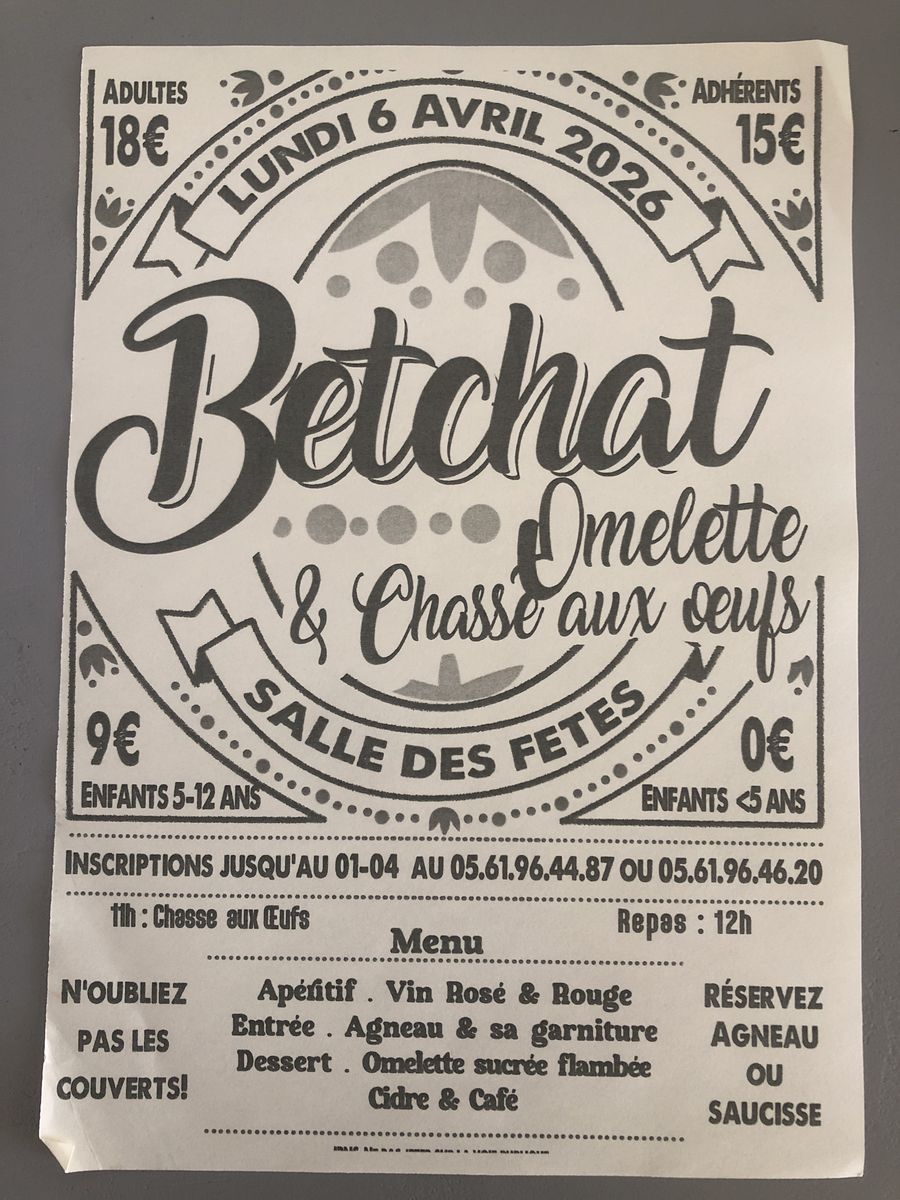 ADULTES
18€
ADHÉRENTS
15€
LUNDI 6 AVRIL 2026
Betchat
Omelette
& Chasse aux œufs
SALLE DES FETES
9€
ENFANTS 5-12 ANS
0€
ENFANTS <5 ANS
INSCRIPTIONS JUSQU'AU 01-04 AU 05.61.96.44.87 OU 05.61.96.46.20
11h : Chasse aux Œufs
Repas : 12h
Menu
N'OUBLIEZ
PAS LES
COUVERTS!
Apéritif . Vin Rosé & Rouge
Entrée . Agneau & sa garniture
Dessert . Omelette sucrée flambée
Cidre & Café
RÉSERVEZ
AGNEAU
OU
SAUCISSE